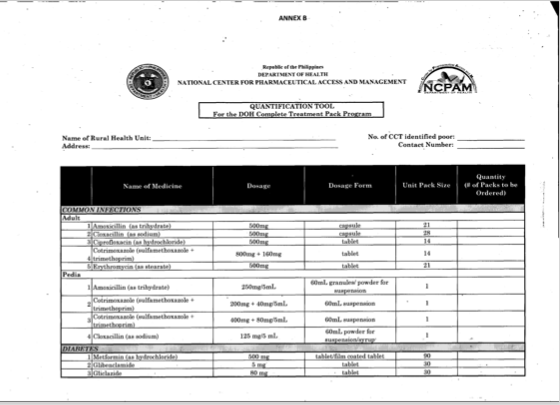 ANNEX B
Republic of the Philippines
DEPARTMENT OF HEALTH
NATIONAL CENTER FOR PHARMACEUTICAL ACCESS AND MANAGEMENT
NCPAM
QUANTIFICATION TOOL
For the DOH Complete Treatment Pack Program
Name of Rural Health Unit: No. of CCT identified poor:
Address: Contact Number:
Name of Medicine Dosage Dosage Form Unit Pack Size Quantity (# of Packs to be Ordered)
COMMON INFECTIONS
Adult
1 Amoxicillin (as trihydrate) 500mg capsule 21
2 Cloxacillin (as sodium) 500mg capsule 28
3 Ciprofloxacin (as hydrochloride) 500mg tablet 14
4 Cotrimoxazole (sulfamethoxazole + trimethoprim) 800mg + 160mg tablet 14
5 Erythromycin (as stearate) 500mg tablet 21
Pedia
1 Amoxicillin (as trihydrate) 250mg/5mL 60mL granules/ powder for suspension 1
2 Cotrimoxazole (sulfamethoxazole + trimethoprim) 200mg + 40mg/5mL 60mL suspension 1
3 Cotrimoxazole (sulfamethoxazole + trimethoprim) 400mg + 80mg/5mL 60mL suspension 1
4 Cloxacillin (as sodium) 125 mg/5 mL 60mL powder for suspension/syrup 1
DIABETES
1 Metformin (as hydrochloride) 500 mg tablet/film coated tablet 90
2 Glibenclamide 5 mg tablet 30
3 Gliclazide 80 mg tablet 30